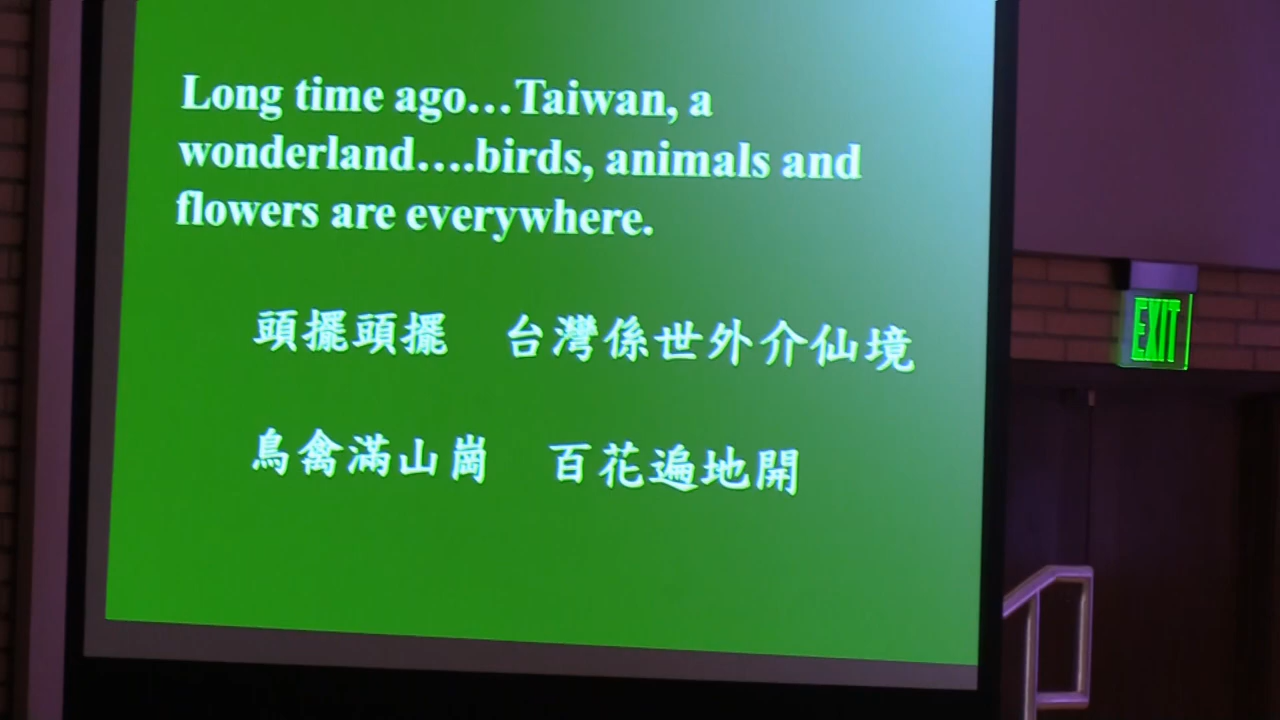 Long time ago...Taiwan, a
wonderland....birds, animals and
flowers are everywhere.
頭擺頭擺　台灣係世外介仙境
鳥禽滿山崗　百花遍地開
EXIT